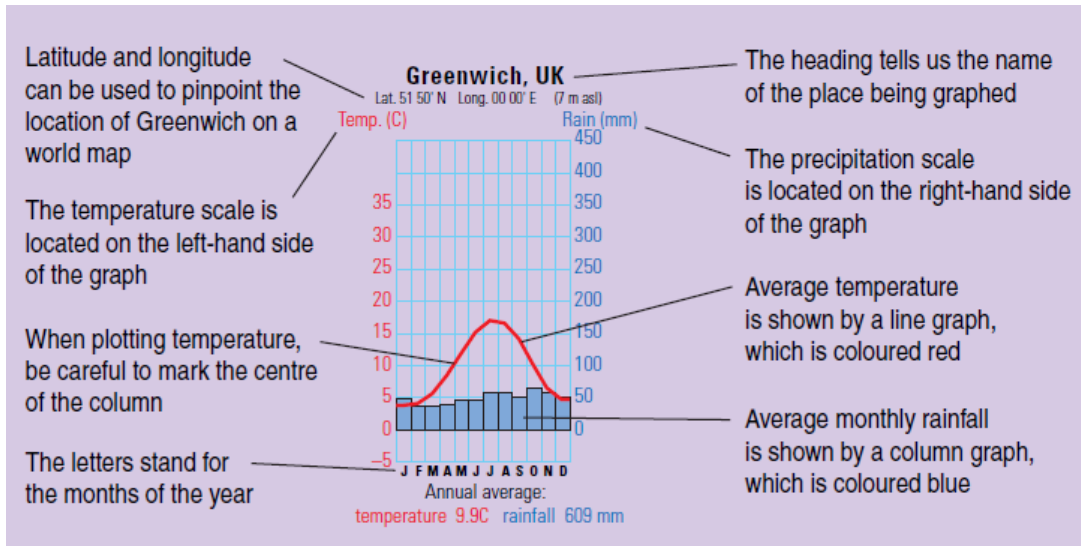 Latitude and longitude
can be used to pinpoint the
location of Greenwich on a
world map
The temperature scale is
located on the left-hand side
of the graph
When plotting temperature,
be careful to mark the centre
of the column
The letters stand for
the months of the year
Greenwich, UK
Lat. 51 50' N Long. 00 00' E (7 m asl)
Temp. (C)
Rain (mm)
35
30
25
20
15
10
5
0
–5
450
400
350
300
250
200
150
100
50
0
J F M A M J J A S O N D
Annual average:
temperature 9.9C rainfall 609 mm
The heading tells us the name
of the place being graphed
The precipitation scale
is located on the right-hand side
of the graph
Average temperature
is shown by a line graph,
which is coloured red
Average monthly rainfall
is shown by a column graph,
which is coloured blue